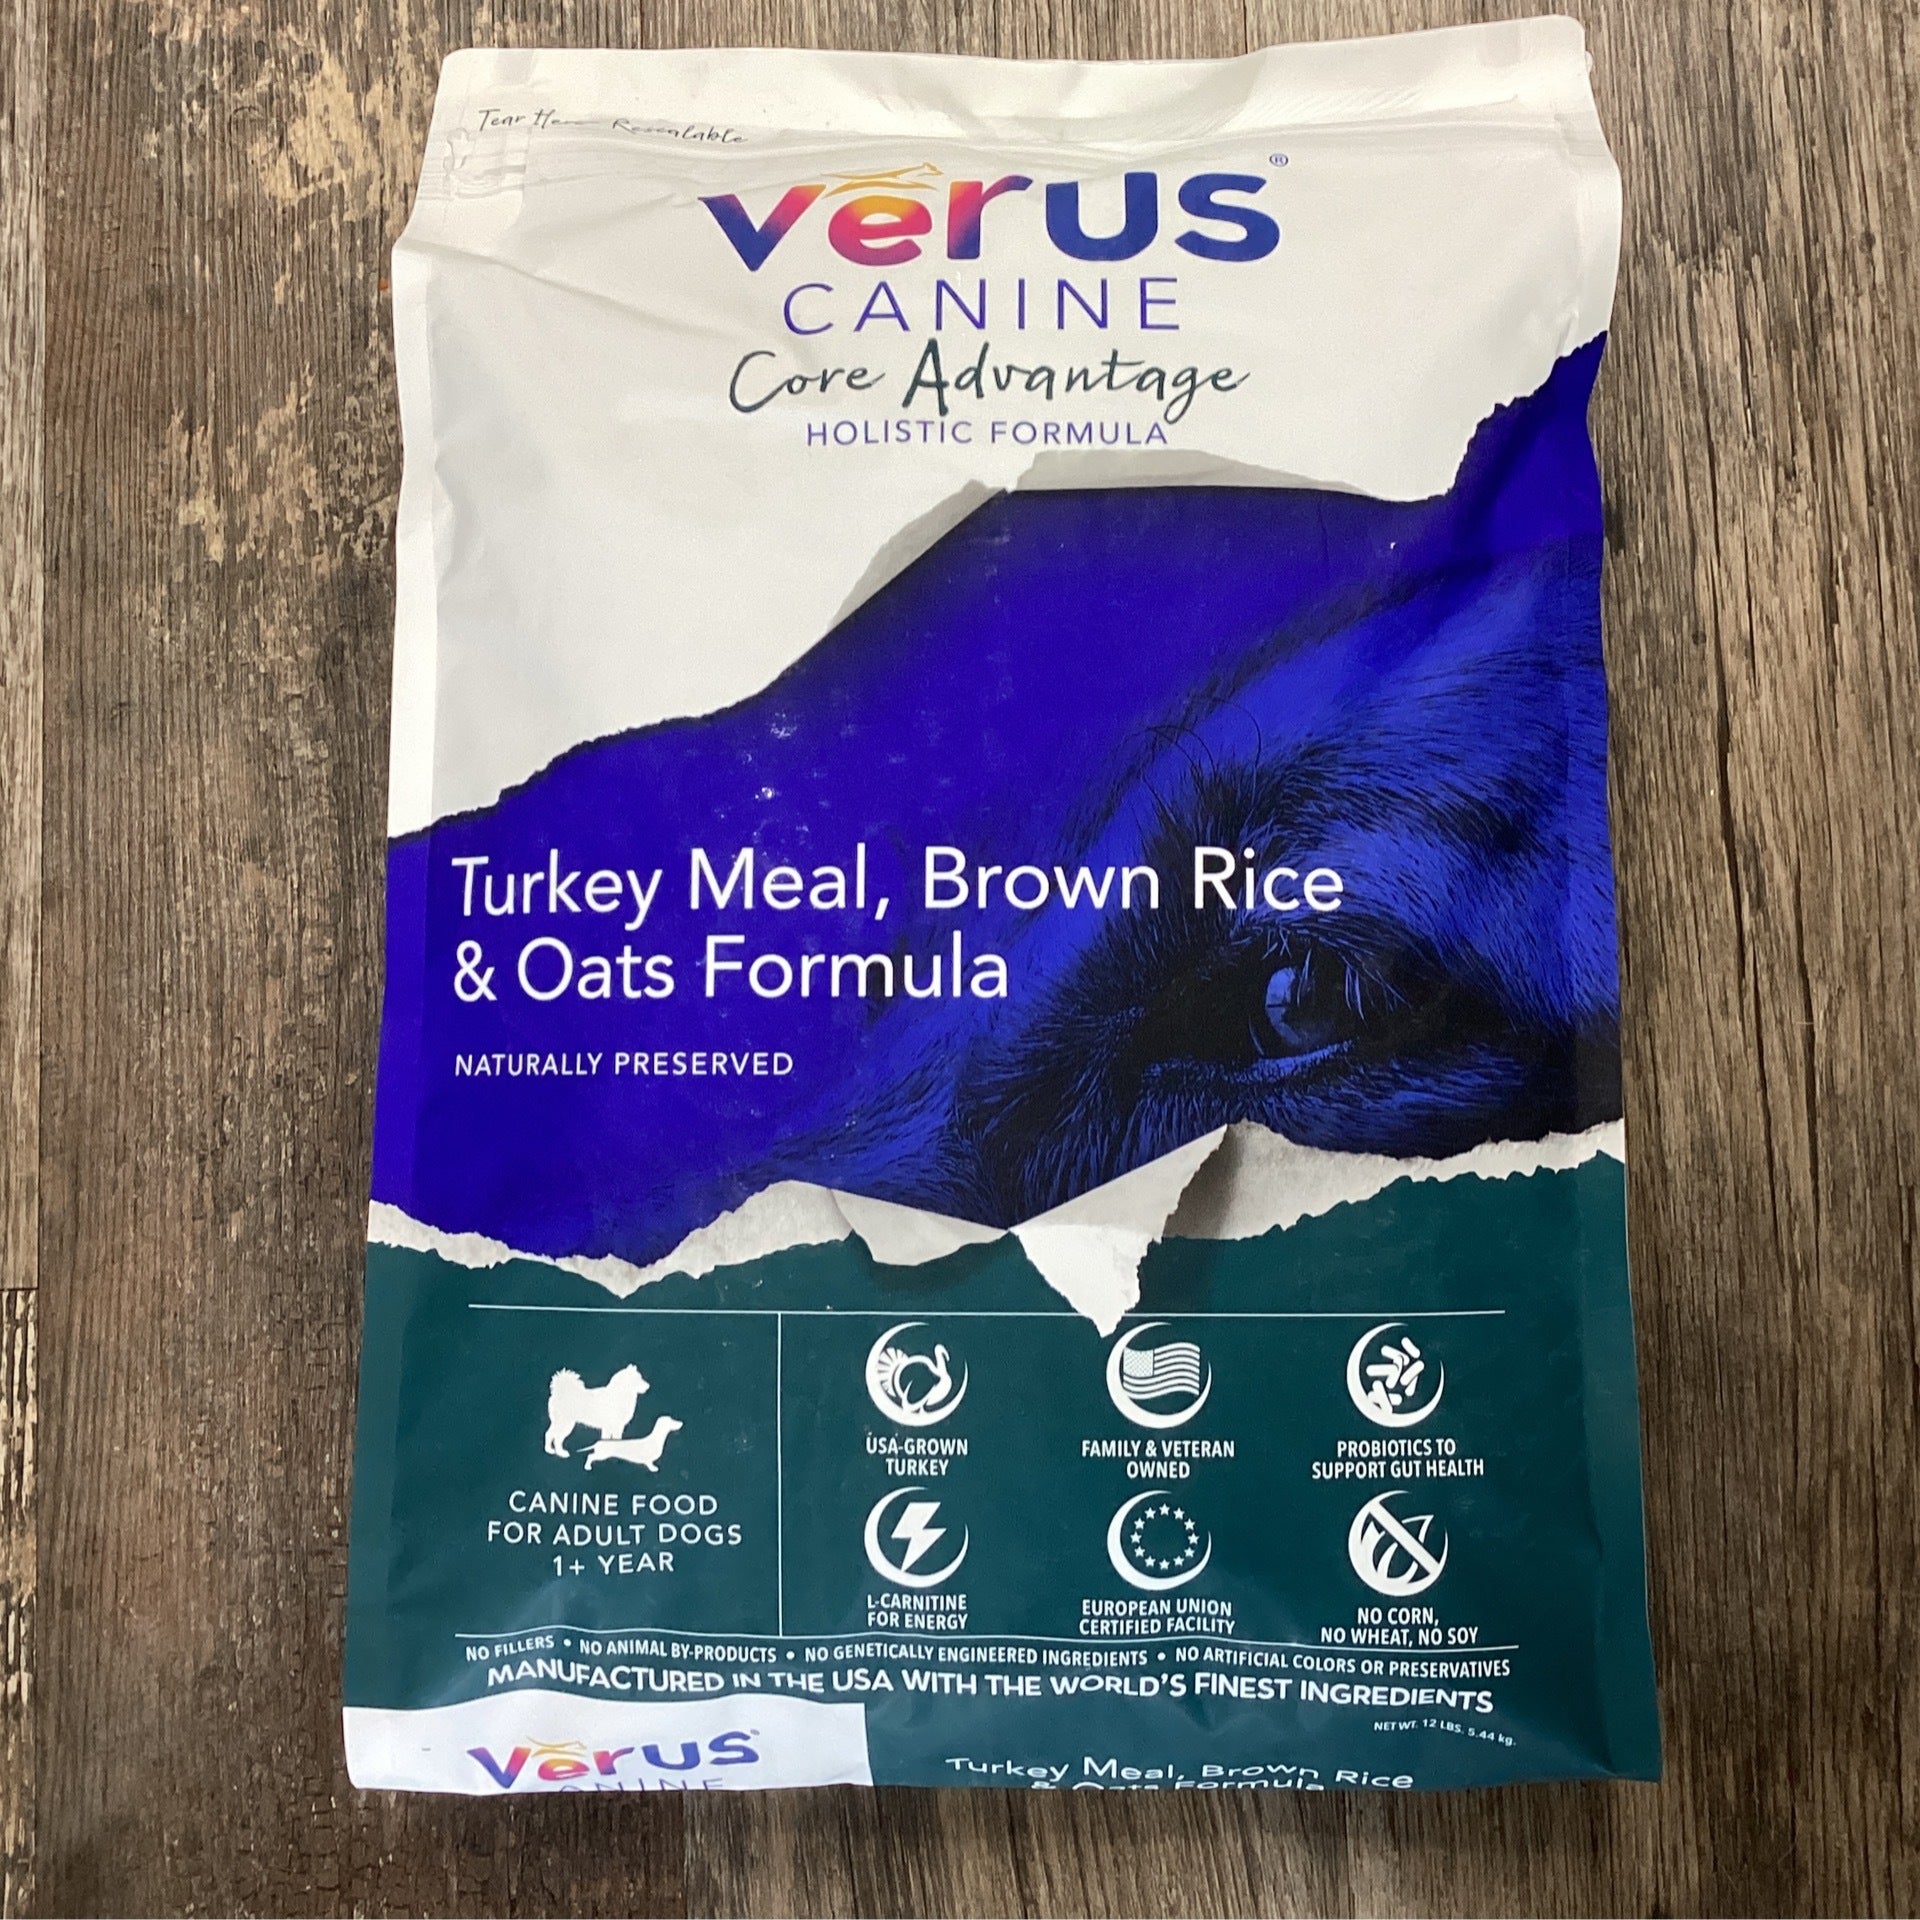 Tear Here Resealable
verus®
CANINE
Core Advantage
HOLISTIC FORMULA
Turkey Meal, Brown Rice
& Oats Formula
NATURALLY PRESERVED
CANINE FOOD
FOR ADULT DOGS
1+ YEAR
USA-GROWN
TURKEY
FAMILY & VETERAN
OWNED
PROBIOTICS TO
SUPPORT GUT HEALTH
L-CARNITINE
FOR ENERGY
EUROPEAN UNION
CERTIFIED FACILITY
NO CORN,
NO WHEAT, NO SOY
NO FILLERS • NO ANIMAL BY-PRODUCTS • NO GENETICALLY ENGINEERED INGREDIENTS • NO ARTIFICIAL COLORS OR PRESERVATIVES
MANUFACTURED IN THE USA WITH THE WORLD'S FINEST INGREDIENTS
NET WT. 12 LBS. 5.44 kg.
verus
CANINE
Turkey Meal, Brown Rice
& Oats Formula